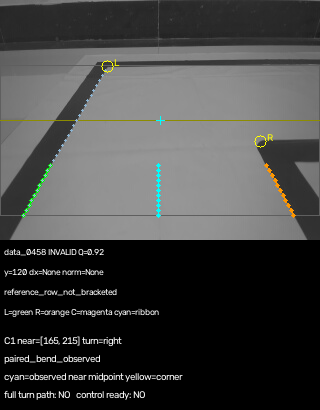 L
R
data_0458 INVALID Q=0.92
y=120 dx=None norm=None
reference_row_not_bracketed
L=green R=orange C=magenta cyan=ribbon
C1 near=[165, 215] turn=right
paired_bend_observed
cyan=observed near midpoint yellow=corner
full turn path: NO control ready: NO